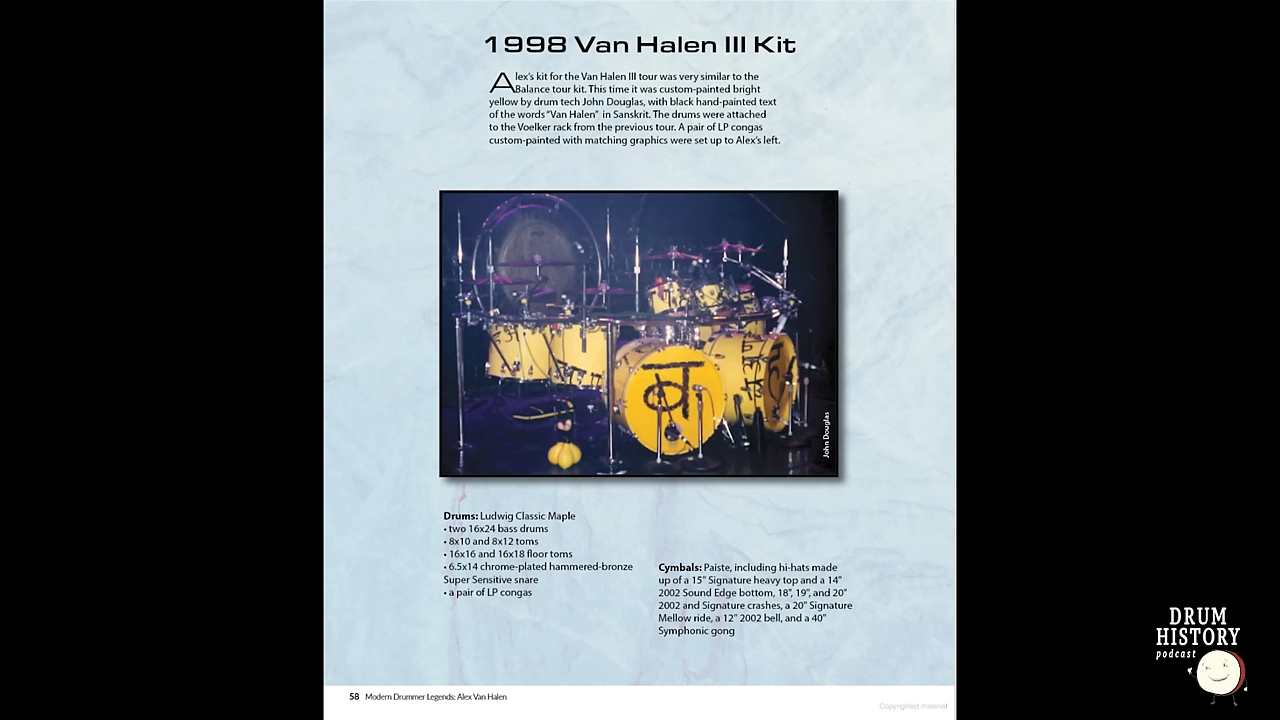 1998 Van Halen III Kit
Alex's kit for the Van Halen III tour was very similar to the
Balance tour kit. This time it was custom-painted bright
yellow by drum tech John Douglas, with black hand-painted text
of the words "Van Halen" in Sanskrit. The drums were attached
to the Voelker rack from the previous tour. A pair of LP congas
custom-painted with matching graphics were set up to Alex's left.
John Douglas
Drums: Ludwig Classic Maple
• two 16x24 bass drums
• 8x10 and 8x12 toms
• 16x16 and 16x18 floor toms
• 6.5x14 chrome-plated hammered-bronze
Super Sensitive snare
• a pair of LP congas
Cymbals: Paiste, including hi-hats made
up of a 15" Signature heavy top and a 14"
2002 Sound Edge bottom, 18", 19", and 20"
2002 and Signature crashes, a 20" Signature
Mellow ride, a 12" 2002 bell, and a 40"
Symphonic gong
58 Modern Drummer Legends: Alex Van Halen
Copyrighted material
DRUM
HISTORY
podcast